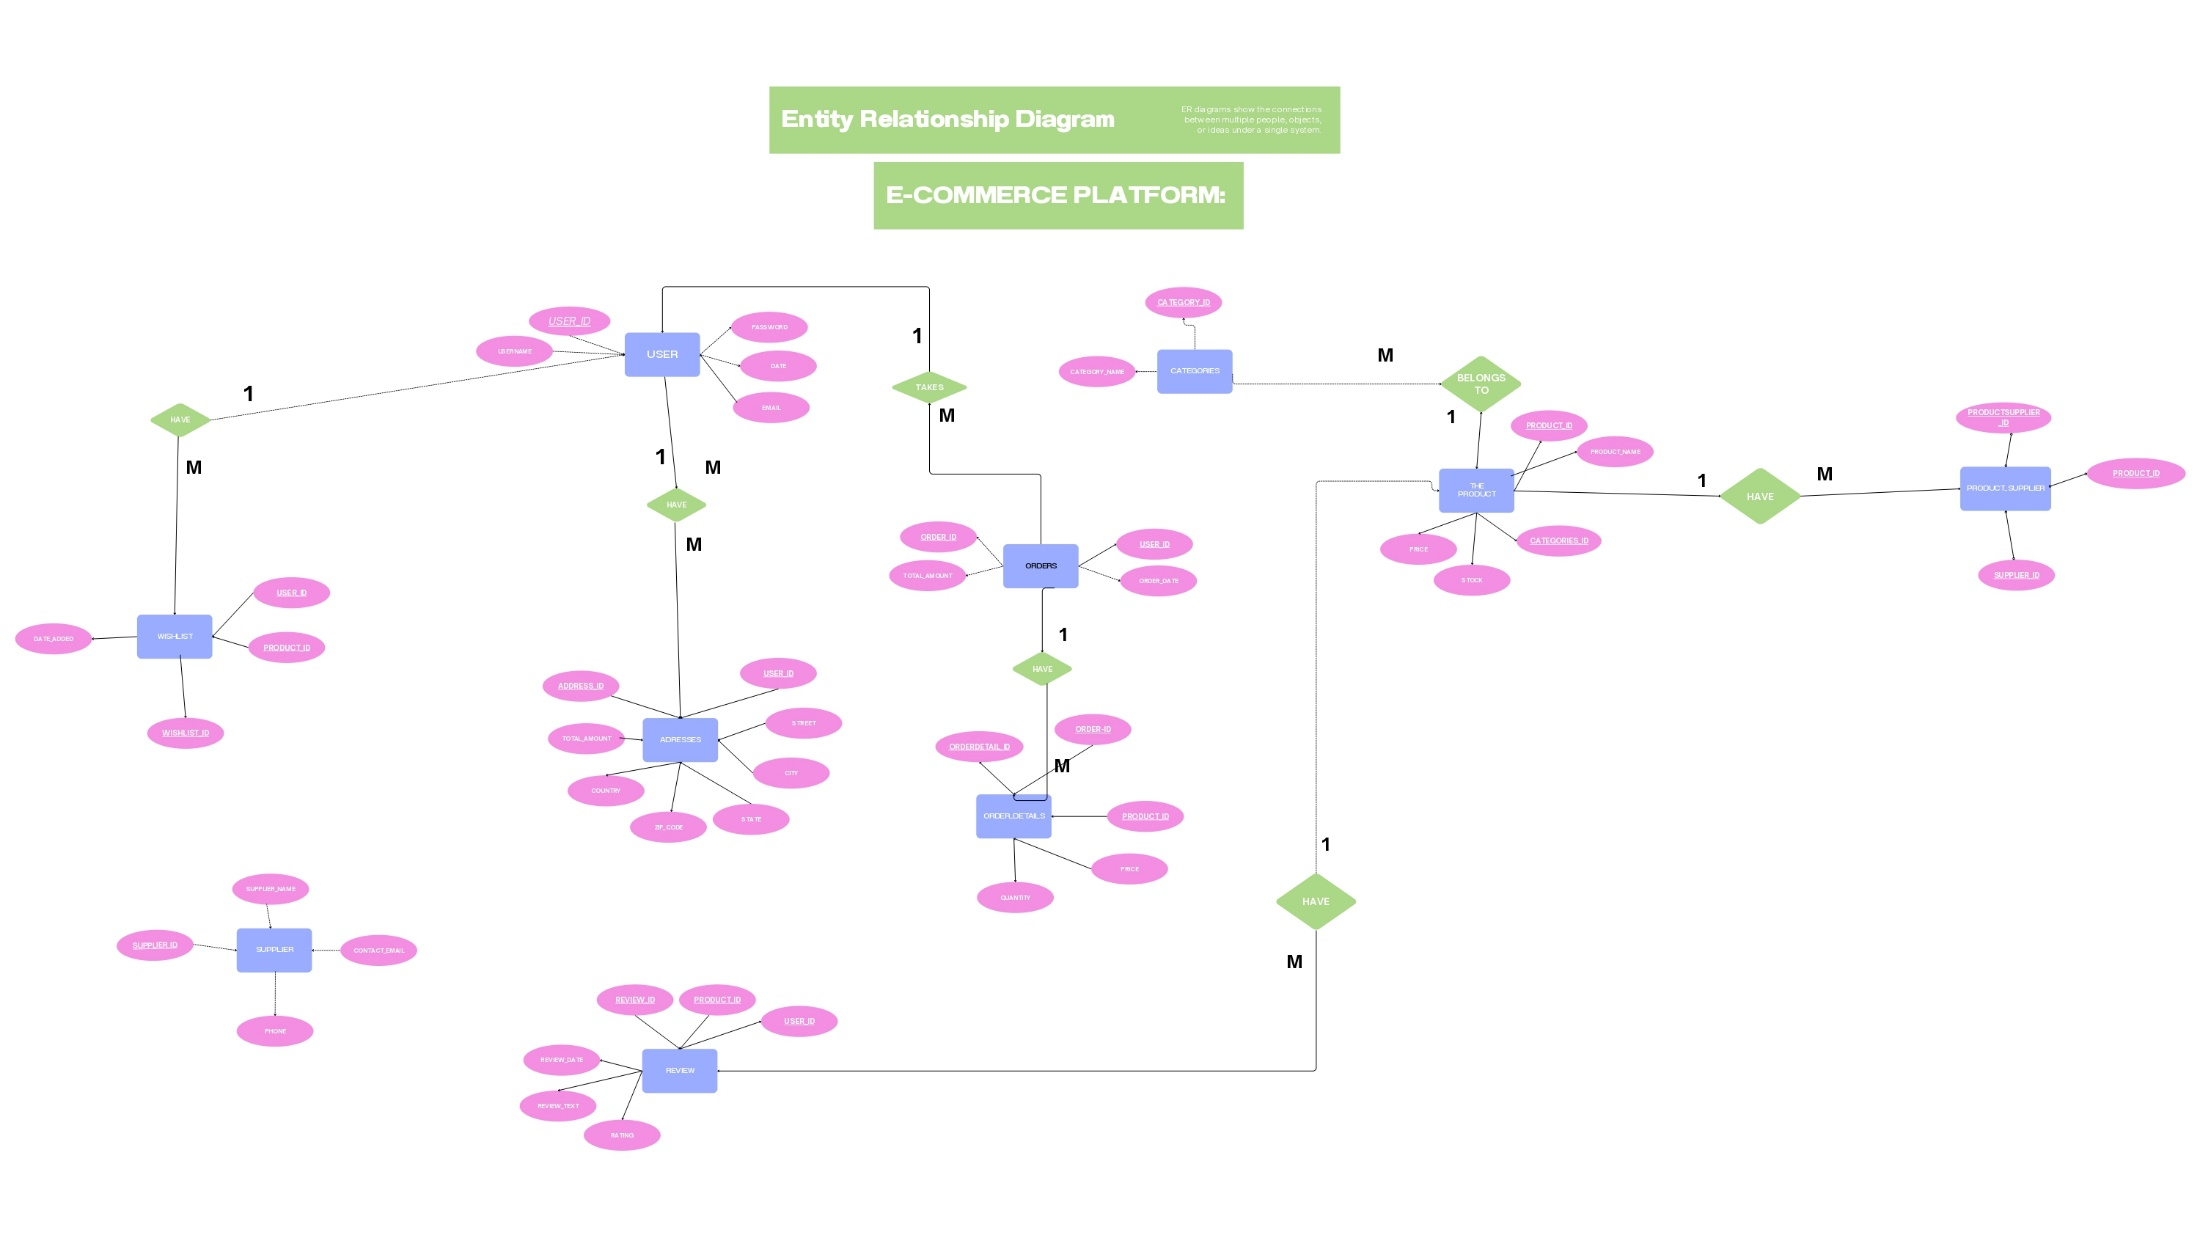 Entity Relationship Diagram
ER diagrams show the connections
between multiple people, objects,
or ideas under a single system.
E-COMMERCE PLATFORM:
USER_ID
USERNAME
USER
PASSWORD
DATE
EMAIL
1
TAKES
M
1
HAVE
M
1
M
HAVE
M
CATEGORY_ID
CATEGORY_NAME
CATEGORIES
M
BELONGS
TO
1
PRODUCT_ID
PRODUCT_NAME
THE
PRODUCT
PRICE
STOCK
CATEGORIES_ID
1
HAVE
M
PRODUCTSUPPLIER
_ID
PRODUCT_ID
PRODUCT_SUPPLIER
SUPPLIER_ID
ORDER_ID
TOTAL_AMOUNT
ORDERS
USER_ID
ORDER_DATE
1
HAVE
M
USER_ID
DATE_ADDED
WISHLIST
PRODUCT_ID
WISHLIST_ID
ADDRESS_ID
USER_ID
TOTAL_AMOUNT
ADRESSES
STREET
CITY
COUNTRY
ZIP_CODE
STATE
ORDERDETAIL_ID
ORDER-ID
ORDER_DETAILS
PRODUCT_ID
PRICE
QUANTITY
1
HAVE
M
SUPPLIER_NAME
SUPPLIER_ID
SUPPLIER
CONTACT_EMAIL
PHONE
REVIEW_ID
PRODUCT_ID
USER_ID
REVIEW_DATE
REVIEW
REVIEW_TEXT
RATING